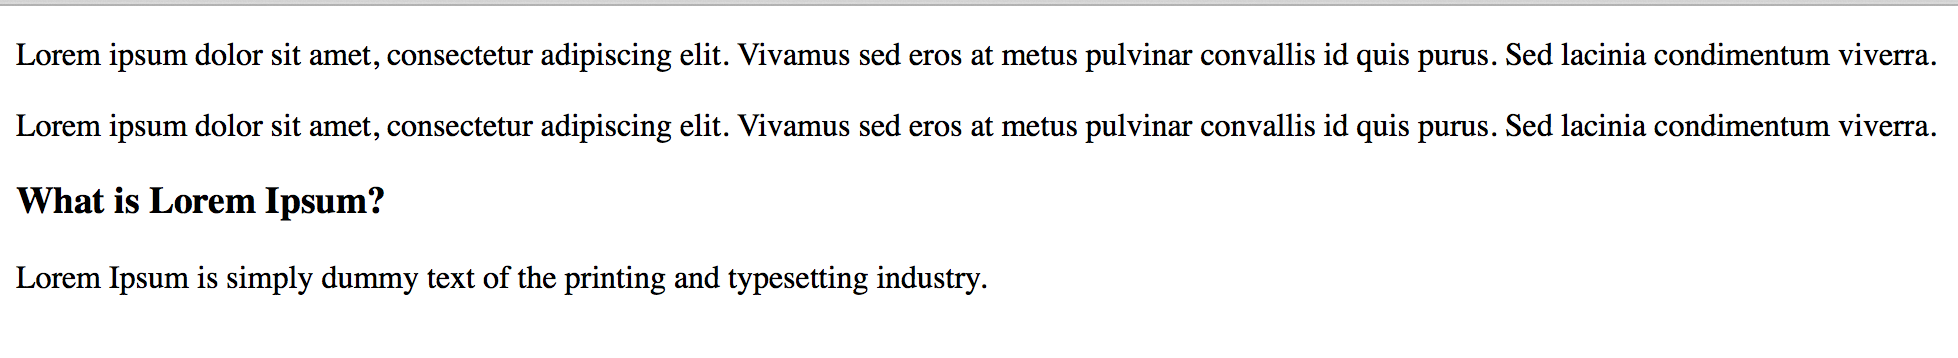 Lorem ipsum dolor sit amet, consectetur adipiscing elit. Vivamus sed eros at metus pulvinar convallis id quis purus. Sed lacinia condimentum viverra.
Lorem ipsum dolor sit amet, consectetur adipiscing elit. Vivamus sed eros at metus pulvinar convallis id quis purus. Sed lacinia condimentum viverra.
What is Lorem Ipsum?
Lorem Ipsum is simply dummy text of the printing and typesetting industry.